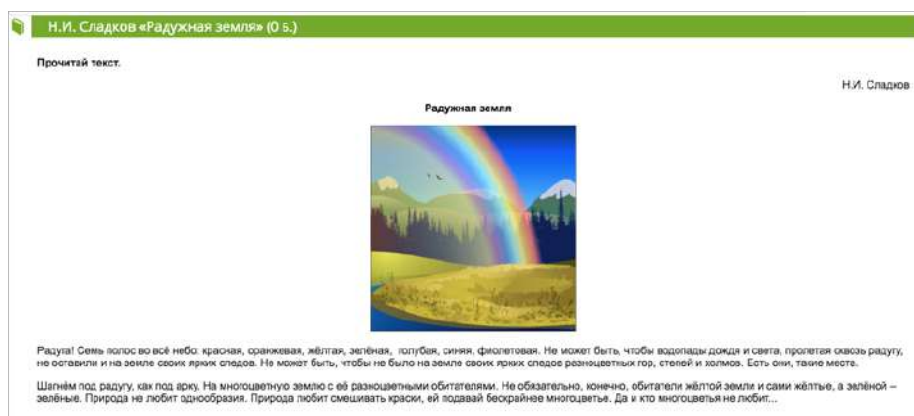 Н.И. Сладков «Радужная земля» (0 Б.)
Прочитай текст.
Н.И. Сладков
Радужная земля
Радуга! Семь полос во всё небо: красная, оранжевая, жёлтая, зелёная, голубая, синяя, фиолетовая. Не может быть, чтобы водопады дождя и света, пролетая сквозь радугу,
не оставили и на земле своих ярких следов. Не может быть, чтобы не было на земле своих ярких следов разноцветных гор, степей и холмов. Есть они, такие места.
Шагнём под радугу, как под арку. На многоцветную землю с её разноцветными обитателями. Не обязательно, конечно, обитатели жёлтой земли и сами жёлтые, а зелёной –
зелёные. Природа не любит однообразия. Природа любит смешивать краски, ей подавай бескрайнее многоцветье. Да и кто многоцветья не любит...